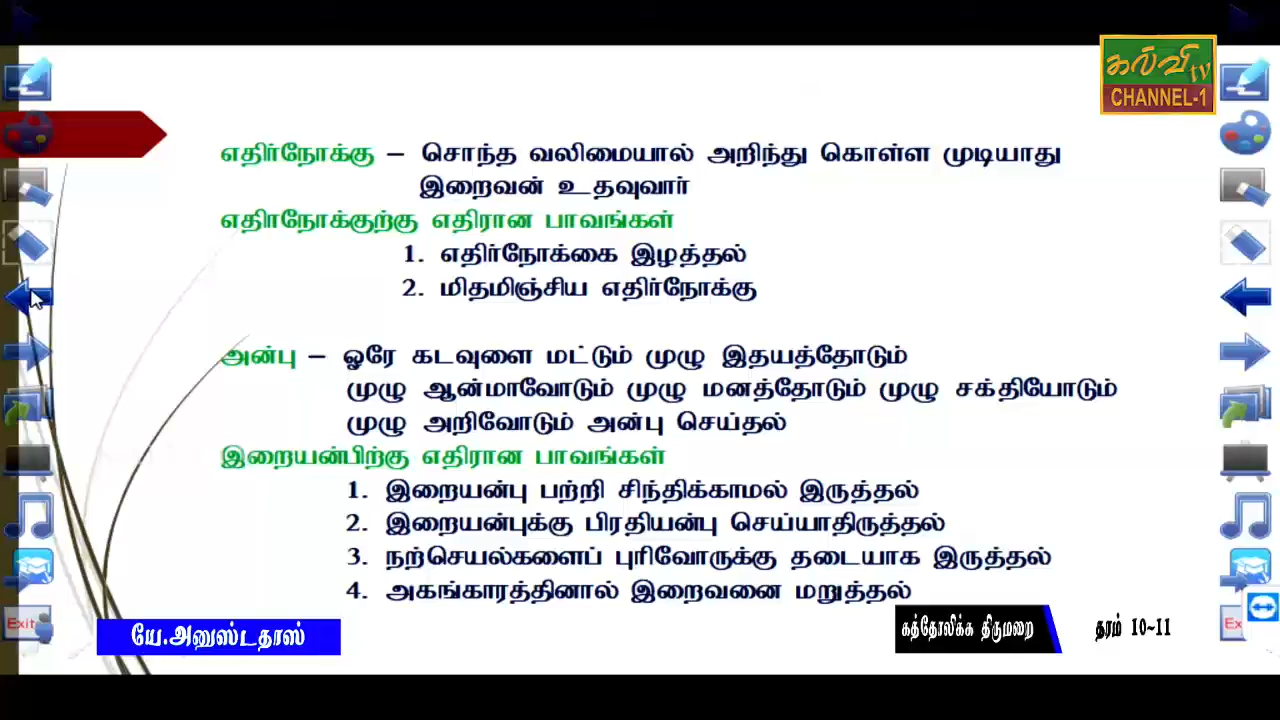 கல்வி tv
CHANNEL-1
எதிர்நோக்கு – சொந்த வலிமையால் அறிந்து கொள்ள முடியாது
இறைவன் உதவுவார்
எதிர்நோக்குற்கு எதிரான பாவங்கள்
1. எதிர்நோக்கை இழத்தல்
2. மிதமிஞ்சிய எதிர்நோக்கு
அன்பு – ஓரே கடவுளை மட்டும் முழு இதயத்தோடும்
முழு ஆன்மாவோடும் முழு மனத்தோடும் முழு சக்தியோடும்
முழு அறிவோடும் அன்பு செய்தல்
இறையன்பிற்கு எதிரான பாவங்கள்
1. இறையன்பு பற்றி சிந்திக்காமல் இருத்தல்
2. இறையன்புக்கு பிரதியன்பு செய்யாதிருத்தல்
3. நற்செயல்களைப் புரிவோருக்கு தடையாக இருத்தல்
4. அகங்காரத்தினால் இறைவனை மறுத்தல்
Exit
Ex
யே.அனுஸ்டதாஸ்
கத்தோலிக்க திருமறை
தரம் 10~11